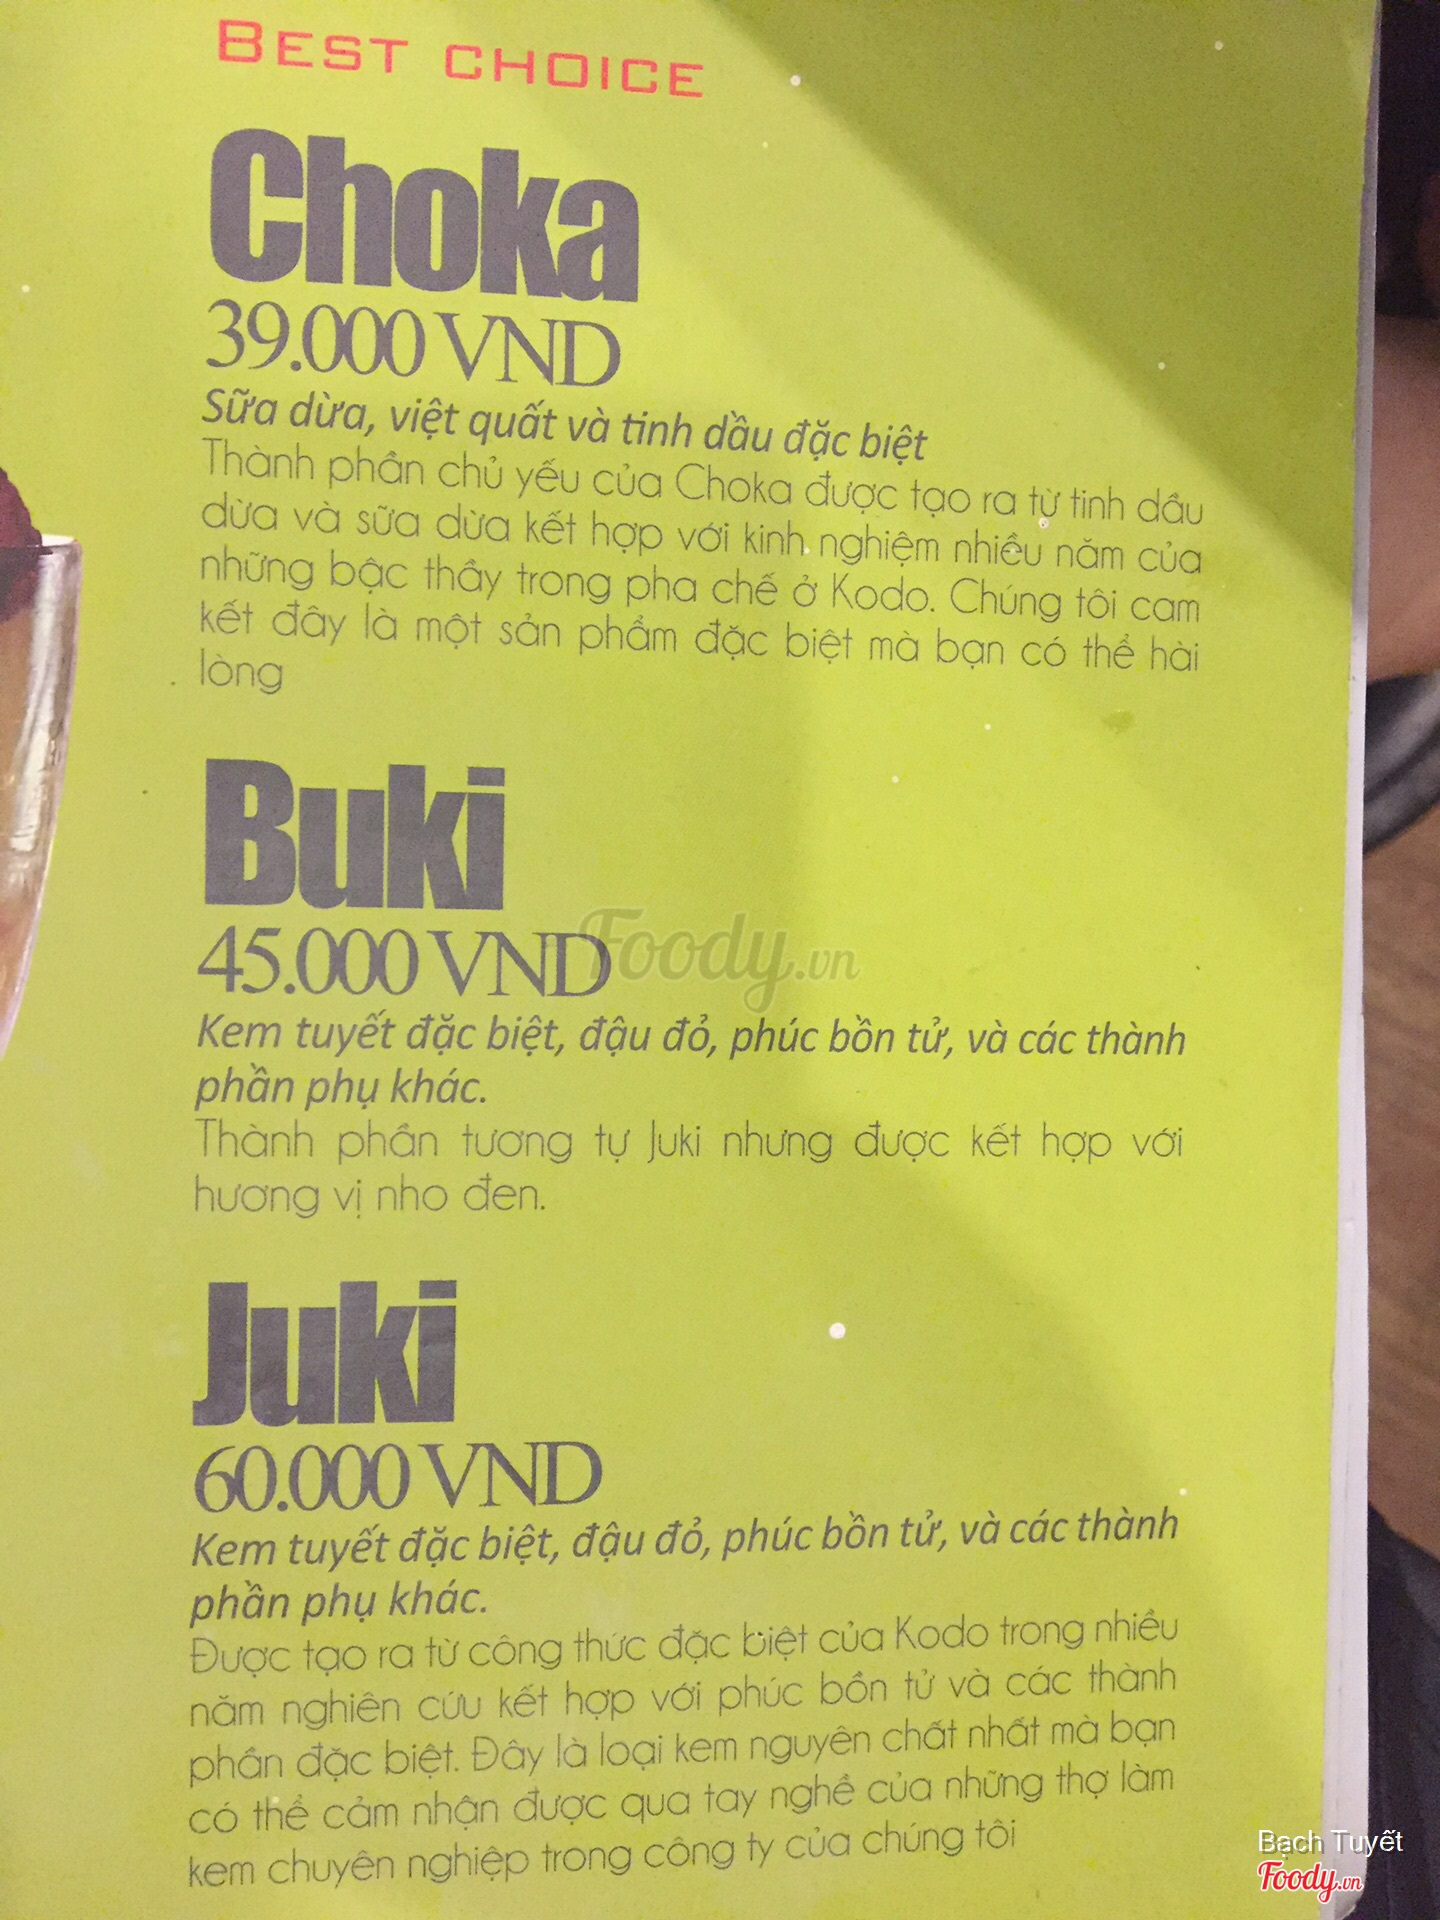 BEST CHOICE
Choka
39.000 VND
Sữa dừa, việt quất và tinh dầu đặc biệt
Thành phần chủ yếu của Choka được tạo ra từ tinh dầu
dừa và sữa dừa kết hợp với kinh nghiệm nhiều năm của
những bậc thầy trong pha chế ở Kodo. Chúng tôi cam
kết đây là một sản phẩm đặc biệt mà bạn có thể hài
lòng
Buki
45.000 VND
Foody.vn
Kem tuyết đặc biệt, đậu đỏ, phúc bồn tử, và các thành
phần phụ khác.
Thành phần tương tự Juki nhưng được kết hợp với
hương vị nho đen.
Juki
60.000 VND
Kem tuyết đặc biệt, đậu đỏ, phúc bồn tử, và các thành
phần phụ khác.
Được tạo ra từ công thức đặc biệt của Kodo trong nhiều
năm nghiên cứu kết hợp với phúc bồn tử và các thành
phần đặc biệt. Đây là loại kem nguyên chất nhất mà bạn
có thể cảm nhận được qua tay nghề của những thợ làm
kem chuyên nghiệp trong công ty của chúng tôi
Bạch Tuyết
Foody.vn